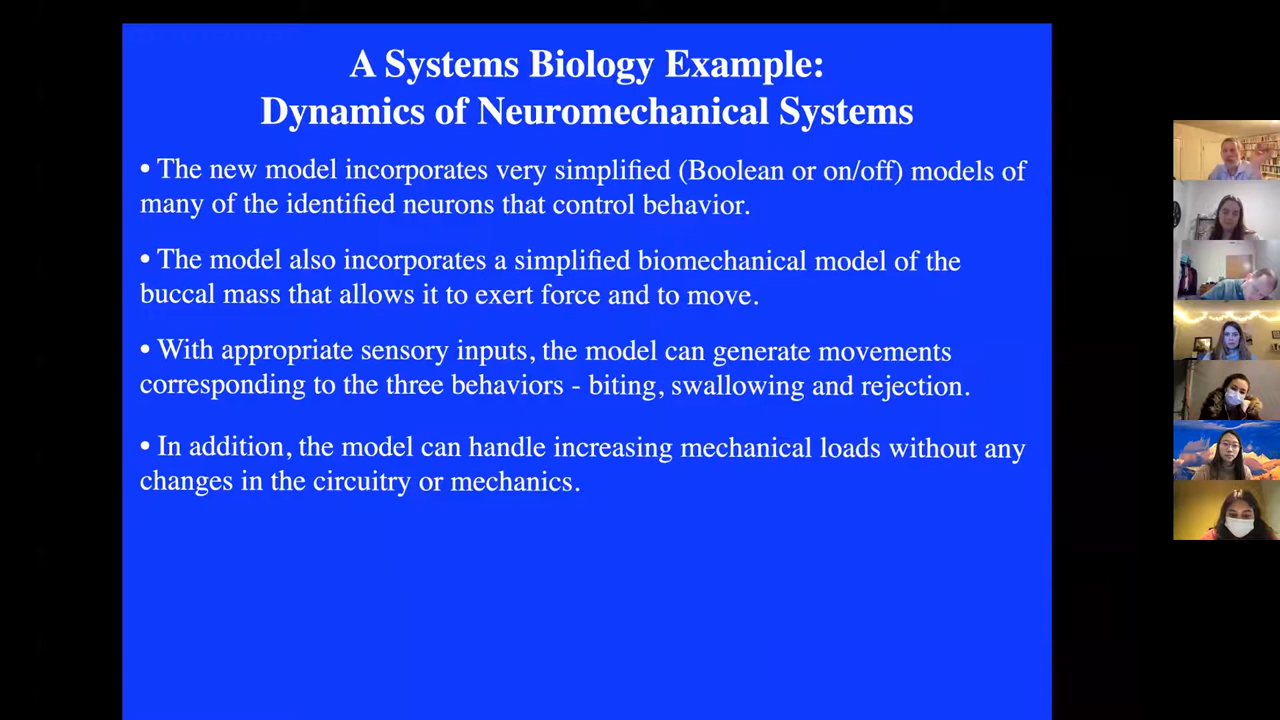 A Systems Biology Example:
Dynamics of Neuromechanical Systems
• The new model incorporates very simplified (Boolean or on/off) models of
many of the identified neurons that control behavior.
• The model also incorporates a simplified biomechanical model of the
buccal mass that allows it to exert force and to move.
• With appropriate sensory inputs, the model can generate movements
corresponding to the three behaviors - biting, swallowing and rejection.
• In addition, the model can handle increasing mechanical loads without any
changes in the circuitry or mechanics.